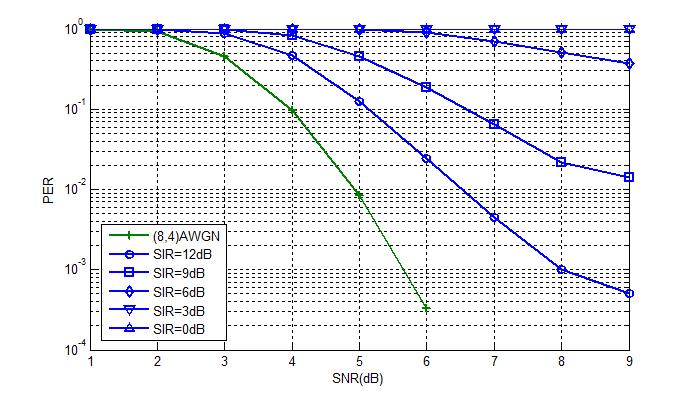 10^0
10^-1
10^-2
10^-3
10^-4
PER
(8,4)AWGN
SIR=12dB
SIR=9dB
SIR=6dB
SIR=3dB
SIR=0dB
1 2 3 4 5 6 7 8 9
SNR(dB)